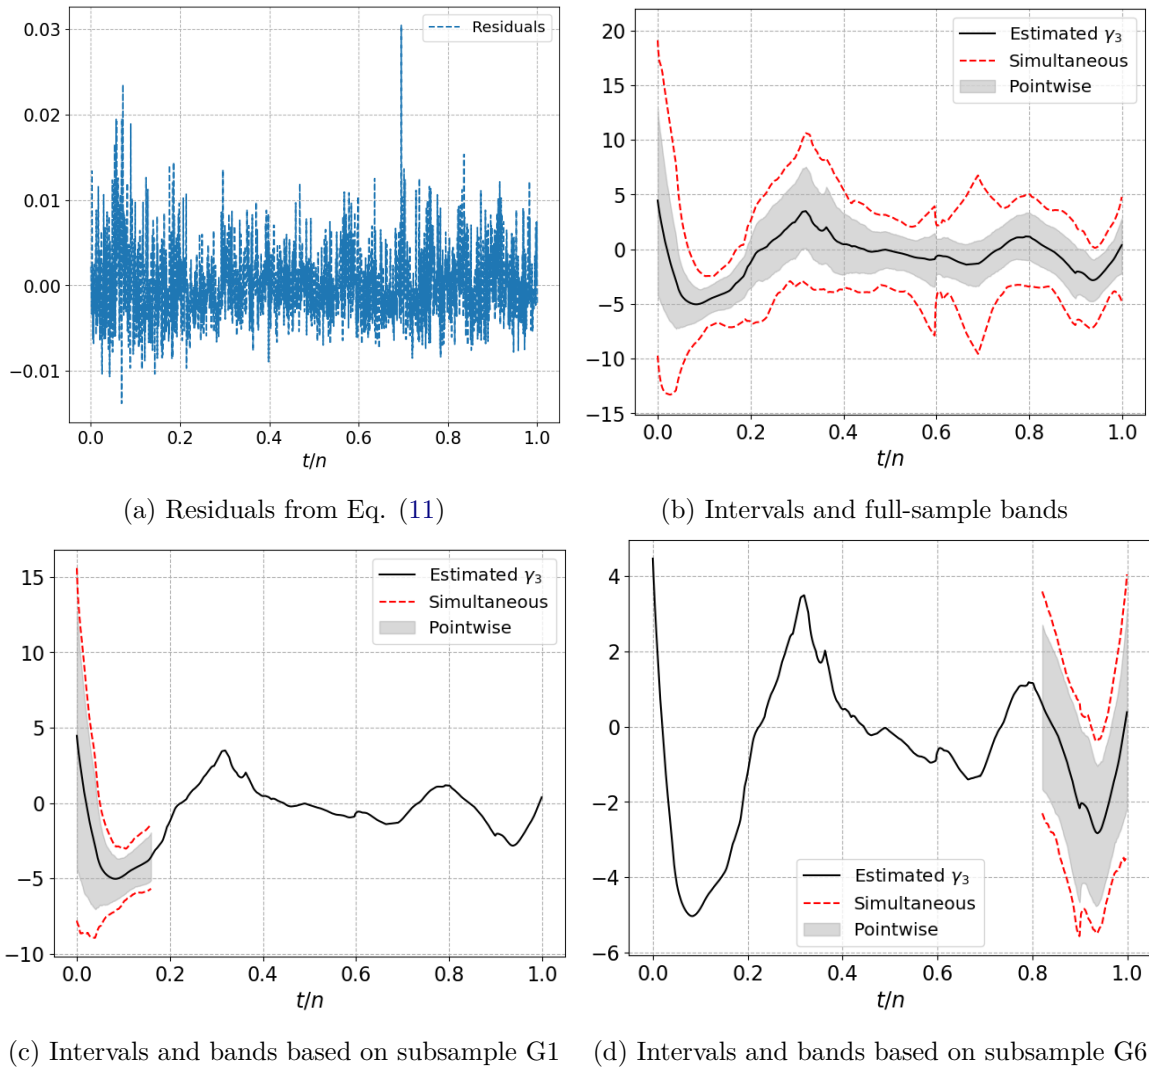 Residuals
0.03
0.02
0.01
0.00
−0.01
0.0 0.2 0.4 0.6 0.8 1.0
t/n
(a) Residuals from Eq. (11)
Estimated γ₃
Simultaneous
Pointwise
20
15
10
5
0
−5
−10
−15
0.0 0.2 0.4 0.6 0.8 1.0
t/n
(b) Intervals and full-sample bands
Estimated γ₃
Simultaneous
Pointwise
15
10
5
0
−5
−10
0.0 0.2 0.4 0.6 0.8 1.0
t/n
(c) Intervals and bands based on subsample G1
4
2
0
−2
−4
−6
Estimated γ₃
Simultaneous
Pointwise
0.0 0.2 0.4 0.6 0.8 1.0
t/n
(d) Intervals and bands based on subsample G6